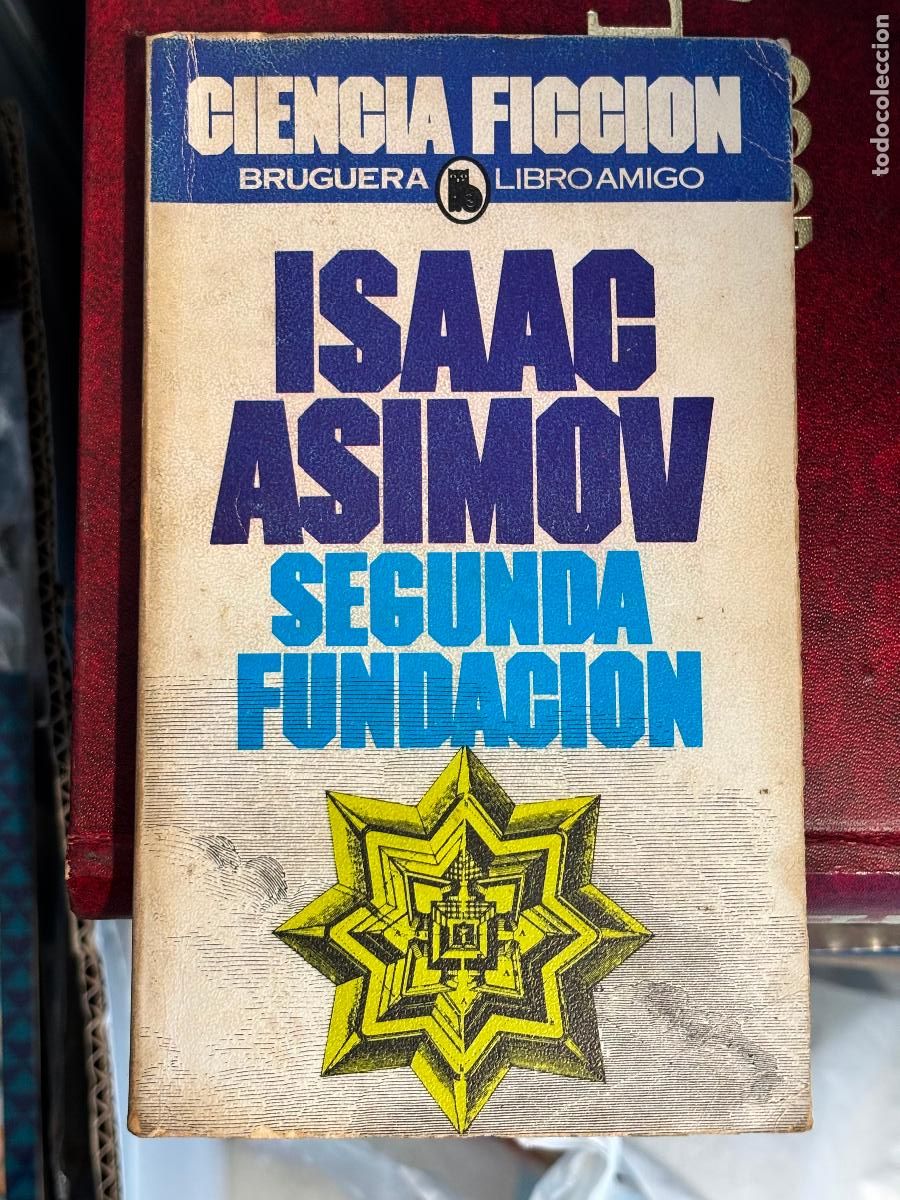 CIENCIA FICCION
BRUGUERA LIBRO AMIGO
ISAAC
ASIMOV
SEGUNDA
FUNDACION
todocoleccion